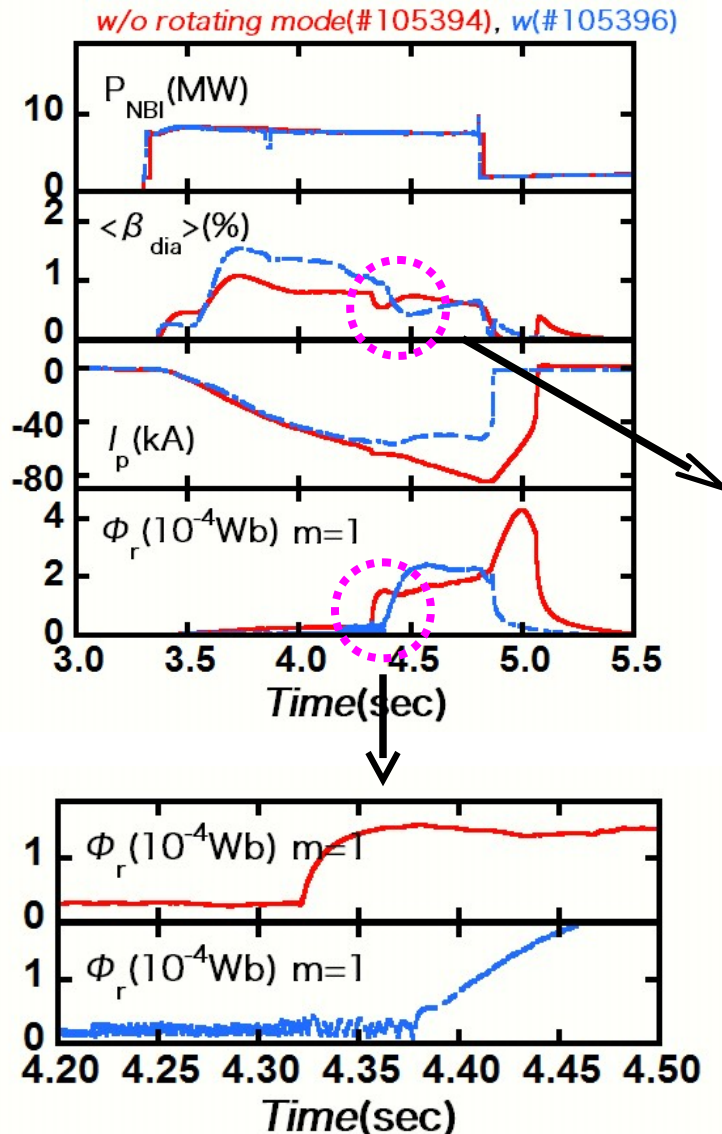 w/o rotating mode(#105394), w(#105396)
P_NBI(MW)
10
0
<β_dia>(%)
2
1
0
I_p(kA)
0
-40
-80
Φ_r(10^-4Wb) m=1
4
2
0
3.0 3.5 4.0 4.5 5.0 5.5
Time(sec)
Φ_r(10^-4Wb) m=1
1
0
Φ_r(10^-4Wb) m=1
1
0
4.20 4.25 4.30 4.35 4.40 4.45 4.50
Time(sec)